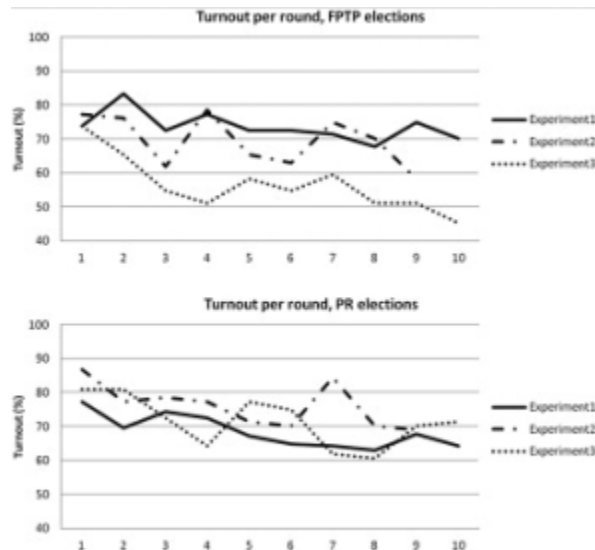 Turnout per round, FPTP elections
100
90
80
70
60
50
40
Turnout (%)
1 2 3 4 5 6 7 8 9 10
Experiment1
Experiment2
Experiment3
Turnout per round, PR elections
100
90
80
70
60
50
40
Turnout (%)
1 2 3 4 5 6 7 8 9 10
Experiment1
Experiment2
Experiment3